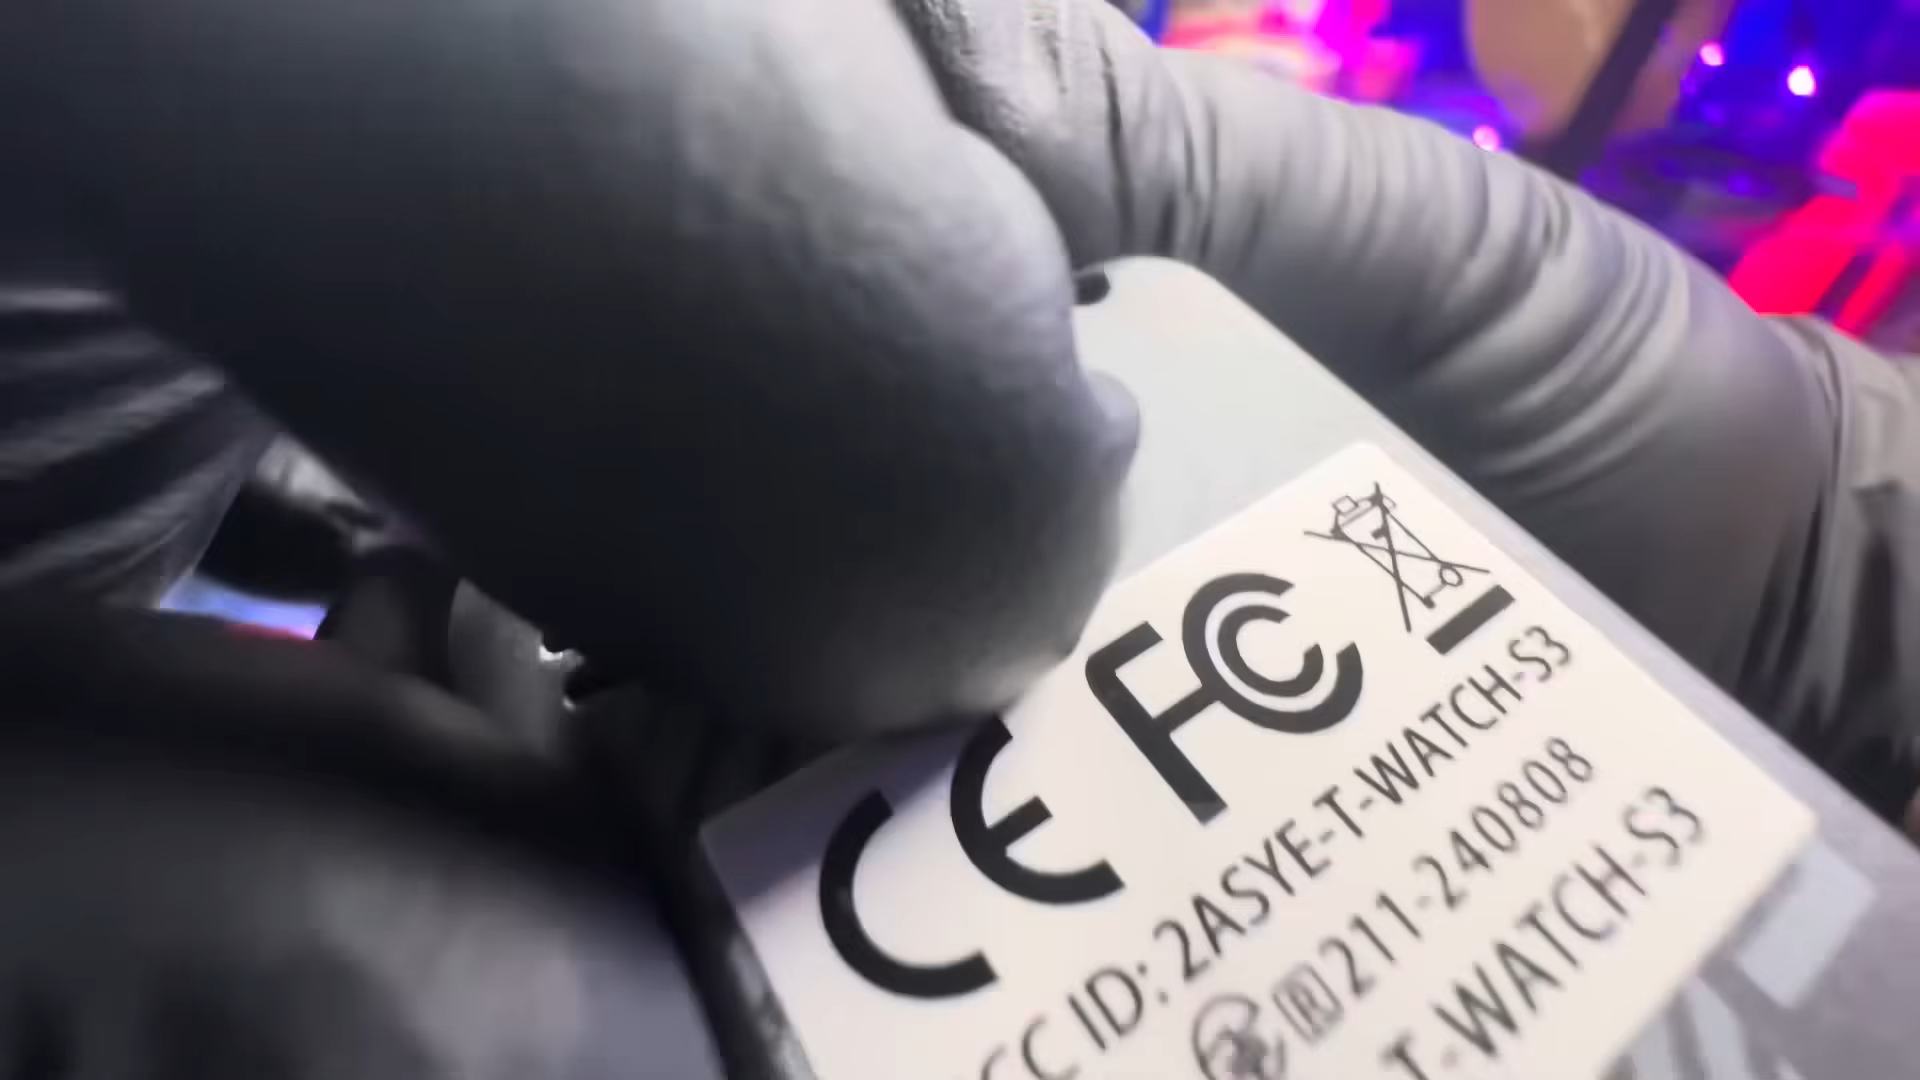 CE FC
CC ID: 2ASYE-T-WATCH-S3
R 211-240808
T-WATCH-S3